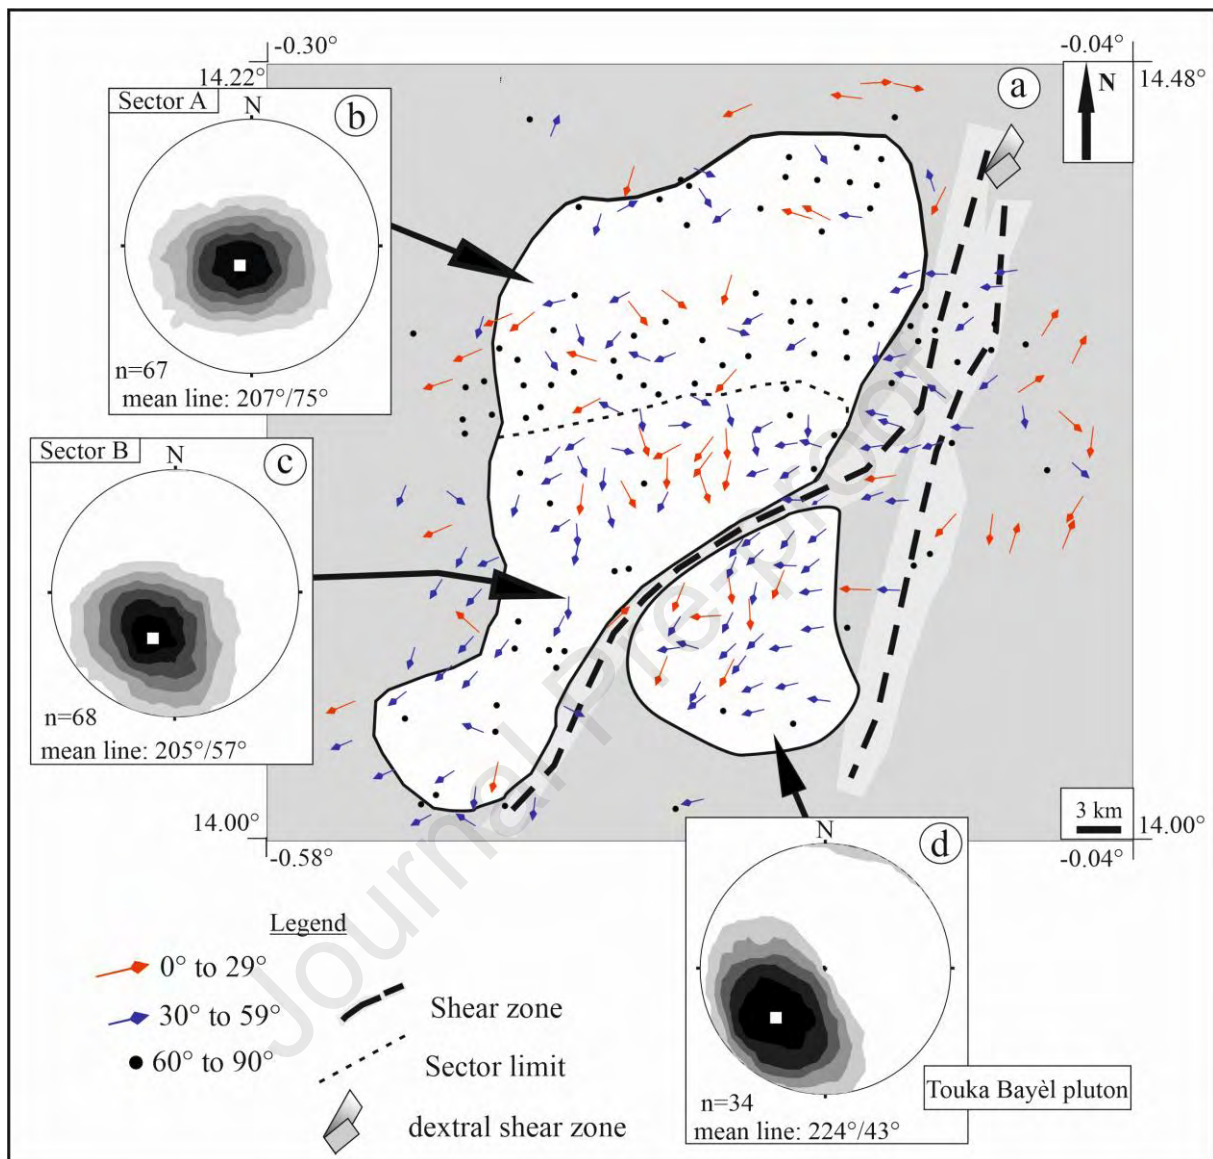 -0.30°
-0.04°
14.22°
14.48°
N
a
Sector A
N
b
n=67
mean line: 207°/75°
Sector B
N
c
n=68
mean line: 205°/57°
3 km
14.00°
14.00°
-0.58°
-0.04°
N
d
n=34
mean line: 224°/43°
Touka Bayèl pluton
Legend
0° to 29°
30° to 59°
60° to 90°
Shear zone
Sector limit
dextral shear zone
Journal Pre-proof